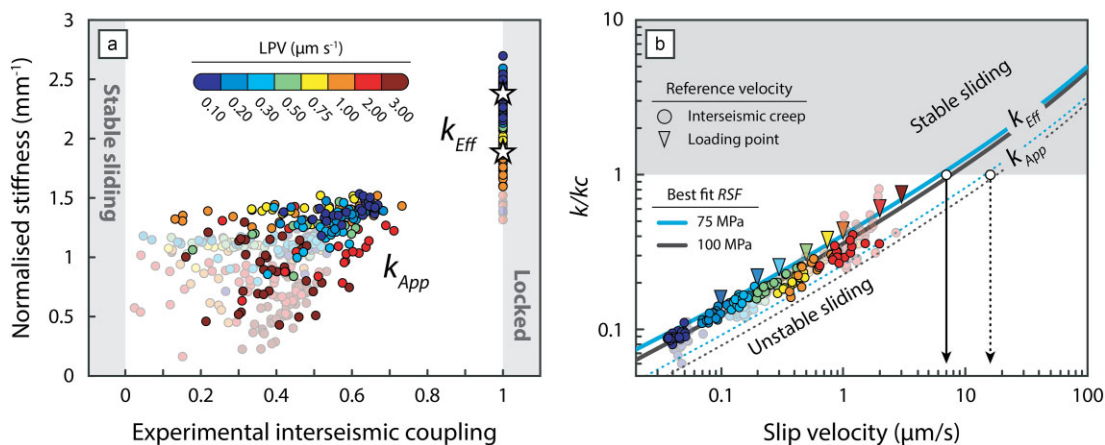 a
LPV (μm s⁻¹)
0.10 0.20 0.30 0.50 0.75 1.00 2.00 3.00
Stable sliding
Locked
k_Eff
k_App
Normalised stiffness (mm⁻¹)
3
2.5
2
1.5
1
0.5
0
0 0.2 0.4 0.6 0.8 1
Experimental interseismic coupling
b
Reference velocity
Interseismic creep
Loading point
Stable sliding
k_Eff
k_App
Best fit RSF
75 MPa
100 MPa
Unstable sliding
k/kc
10
1
0.1
0.1 1 10 100
Slip velocity (μm/s)